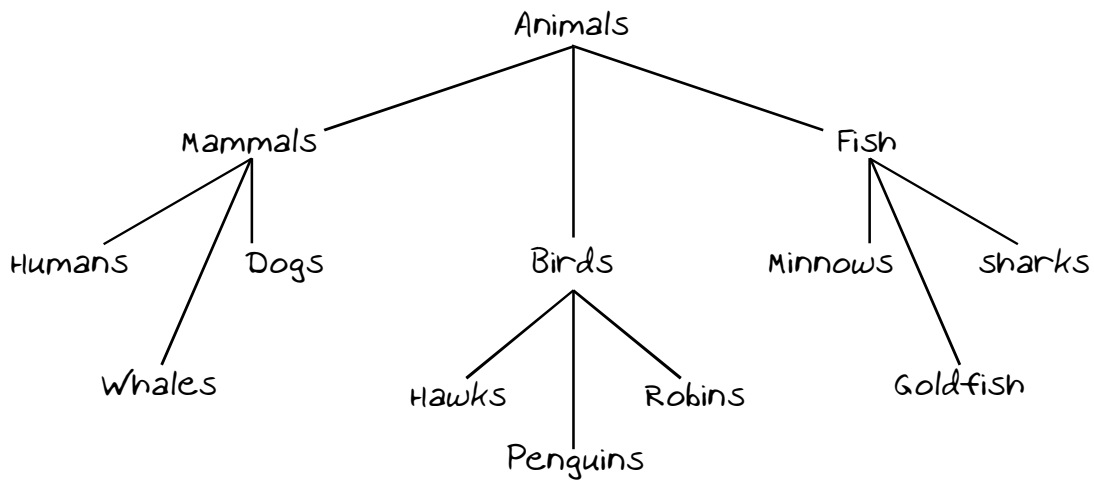 Animals
Mammals
Fish
Humans
Dogs
Birds
Minnows
sharks
Whales
Hawks
Robins
Goldfish
Penguins